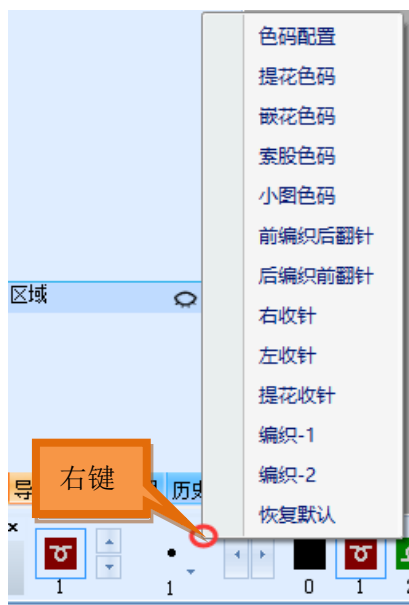 色码配置
提花色码
嵌花色码
索股色码
小图色码
前编织后翻针
后编织前翻针
右收针
左收针
提花收针
编织-1
编织-2
恢复默认
区域
右键
导
历史
1
1
0
1